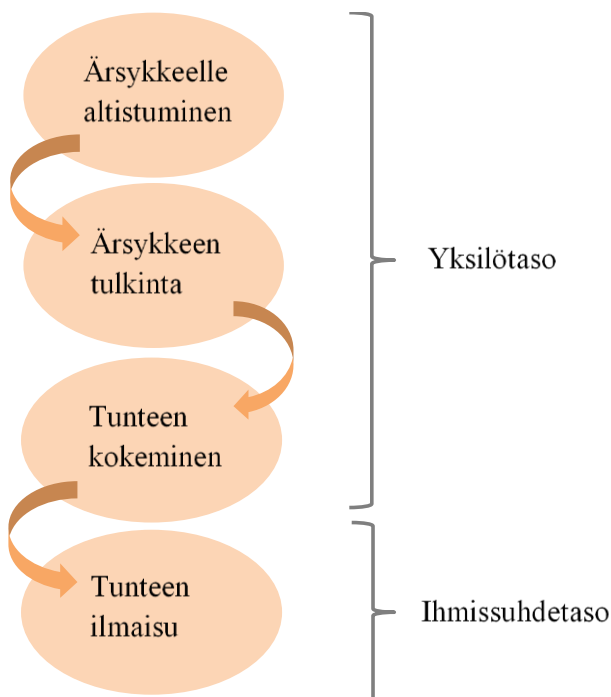 Ärsykkeelle
altistuminen
Ärsykkeen
tulkinta
Yksilötaso
Tunteen
kokeminen
Tunteen
ilmaisu
Ihmissuhdetaso